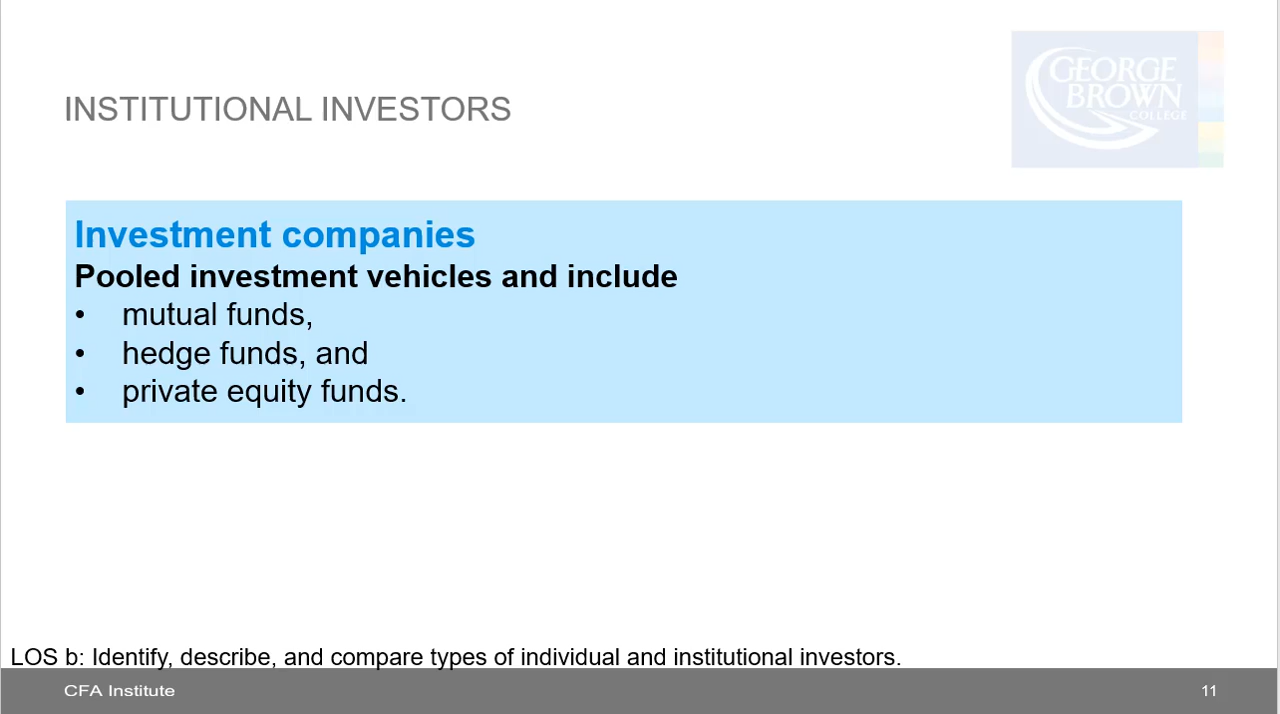 GEORGE
BROWN
COLLEGE
INSTITUTIONAL INVESTORS
Investment companies
Pooled investment vehicles and include
• mutual funds,
• hedge funds, and
• private equity funds.
LOS b: Identify, describe, and compare types of individual and institutional investors.
CFA Institute
11